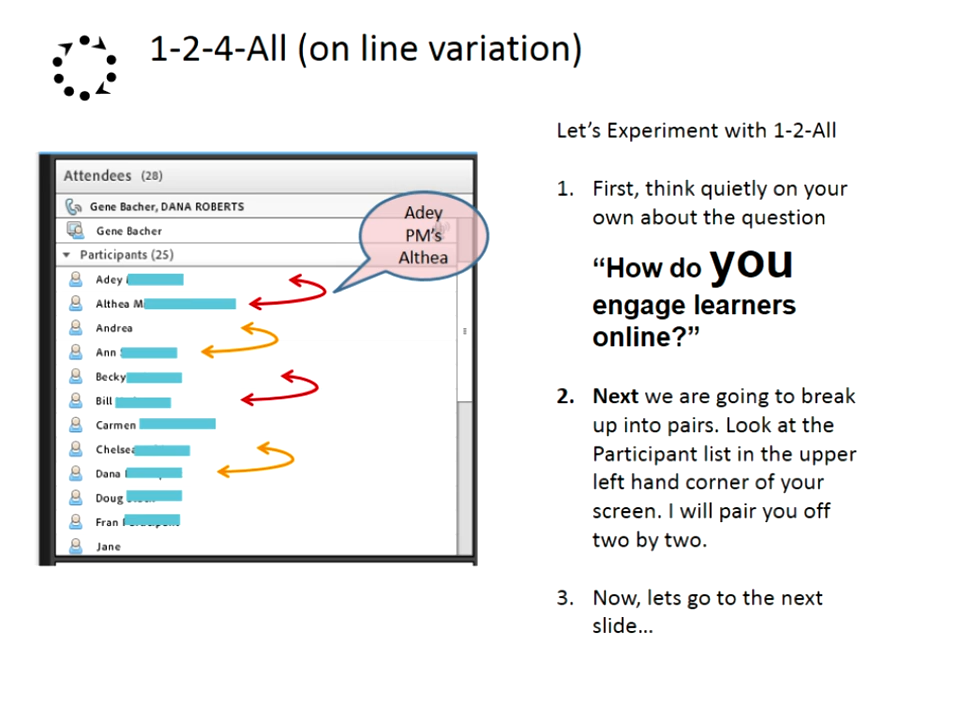 1-2-4-All (on line variation)
Attendees (28)
Gene Bacher, DANA ROBERTS
Gene Bacher
Participants (25)
Adey
Althea M
Andrea
Ann
Becky
Bill
Carmen
Chelsea
Dana
Doug
Fran
Jane
Adey
PM's
Althea
Let’s Experiment with 1-2-All
1. First, think quietly on your
own about the question
“How do you
engage learners
online?”
2. Next we are going to break
up into pairs. Look at the
Participant list in the upper
left hand corner of your
screen. I will pair you off
two by two.
3. Now, lets go to the next
slide…